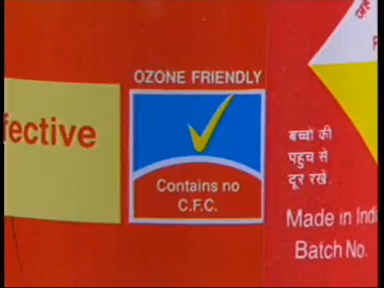 OZONE FRIENDLY
fective
Contains no
C.F.C.
बच्चों की
पहुच से
दूर रखें.
Made in Indi
Batch No.